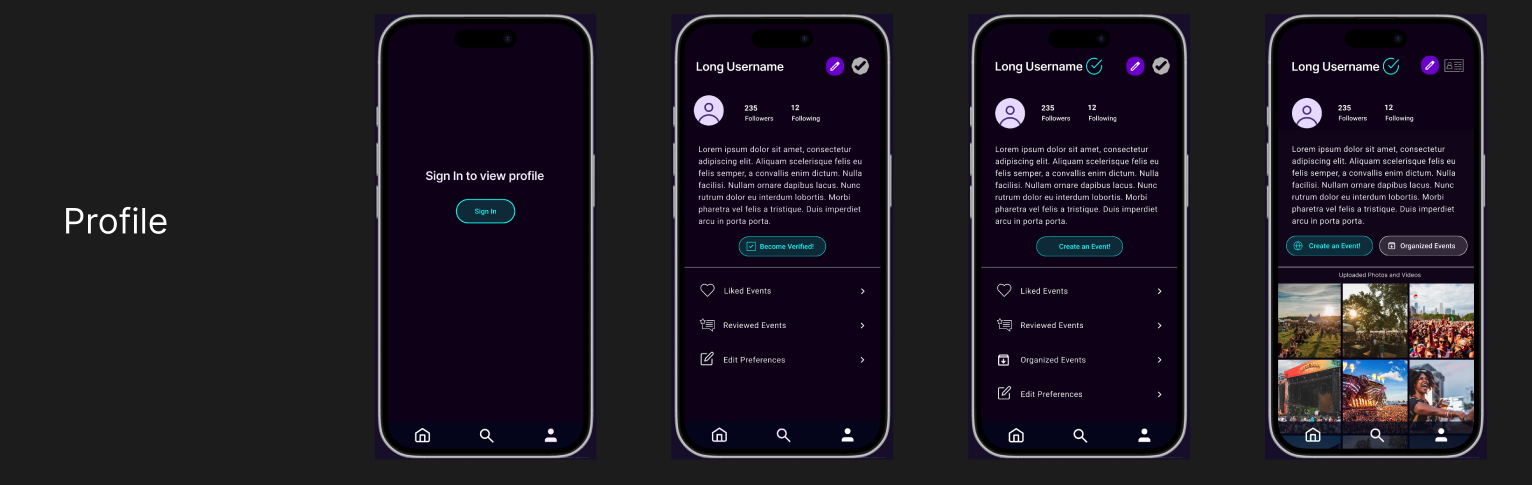 Profile
Sign In to view profile
Sign In
Long Username
235
12
Followers
Following
Lorem ipsum dolor sit amet, consectetur
adipiscing elit. Aliquam scelerisque felis eu
felis semper, a convallis enim dictum. Nulla
facilisi. Nullam ornare dapibus lacus. Nunc
rutrum dolor eu interdum lobortis. Morbi
pharetra vel felis a tristique. Duis imperdiet
arcu in porta porta.
Become Verified!
Liked Events
Reviewed Events
Edit Preferences
Long Username
235
12
Followers
Following
Lorem ipsum dolor sit amet, consectetur
adipiscing elit. Aliquam scelerisque felis eu
felis semper, a convallis enim dictum. Nulla
facilisi. Nullam ornare dapibus lacus. Nunc
rutrum dolor eu interdum lobortis. Morbi
pharetra vel felis a tristique. Duis imperdiet
arcu in porta porta.
Create an Event!
Liked Events
Reviewed Events
Organized Events
Edit Preferences
Long Username
235
12
Followers
Following
Lorem ipsum dolor sit amet, consectetur
adipiscing elit. Aliquam scelerisque felis eu
felis semper, a convallis enim dictum. Nulla
facilisi. Nullam ornare dapibus lacus. Nunc
rutrum dolor eu interdum lobortis. Morbi
pharetra vel felis a tristique. Duis imperdiet
arcu in porta porta.
Create an Event!
Organized Events
Uploaded Photos and Videos